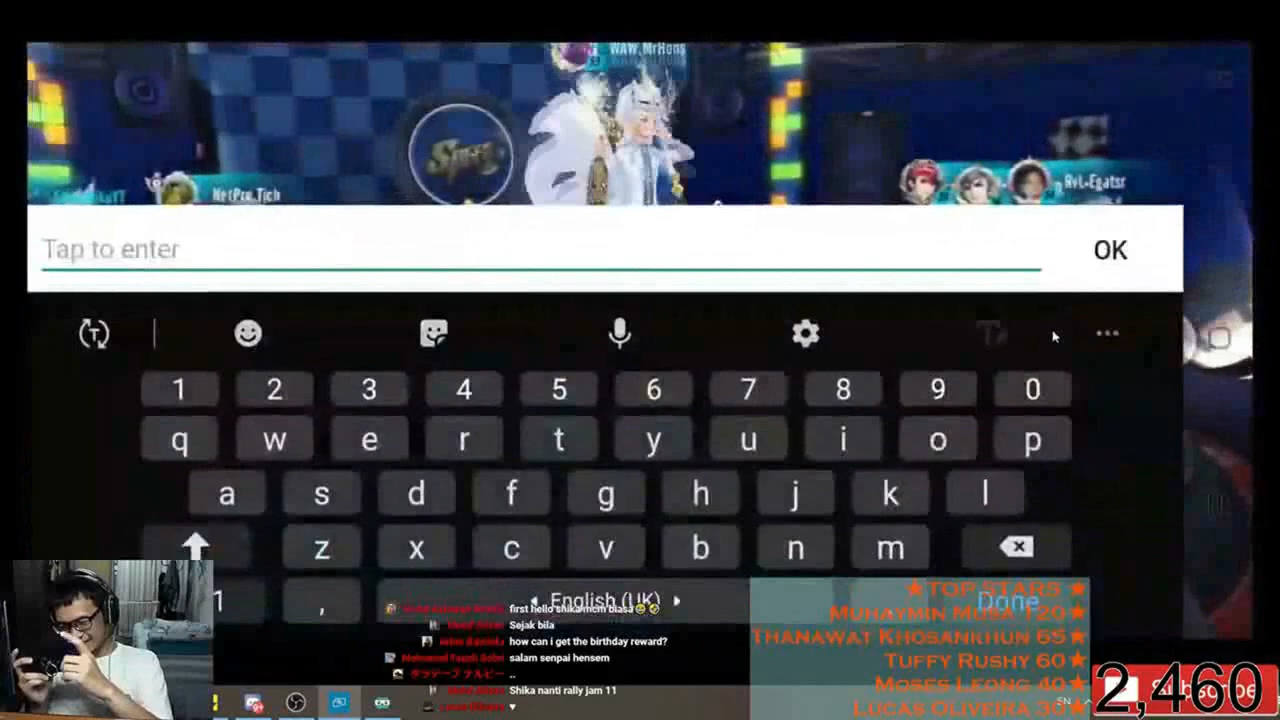 WAW.MrHons
NetPro.Tich
RvL-Egatsr
Tap to enter
OK
1 2 3 4 5 6 7 8 9 0
q w e r t y u i o p
a s d f g h j k l
z x c v b n m
1 , English (UK) Done
first hello shika mcm biasa
Sejak bila
how can i get the birthday reward?
salam senpai hensem
..
Shika nanti rally jam 11
★TOP STARS ★
MUHAYMIN MUSA 120★
THANAWAT KHOSANKHUN 65★
TUFFY RUSHY 60★
MOSES LEONG 40★
LUCAS OLIVEIRA 30★
2,460